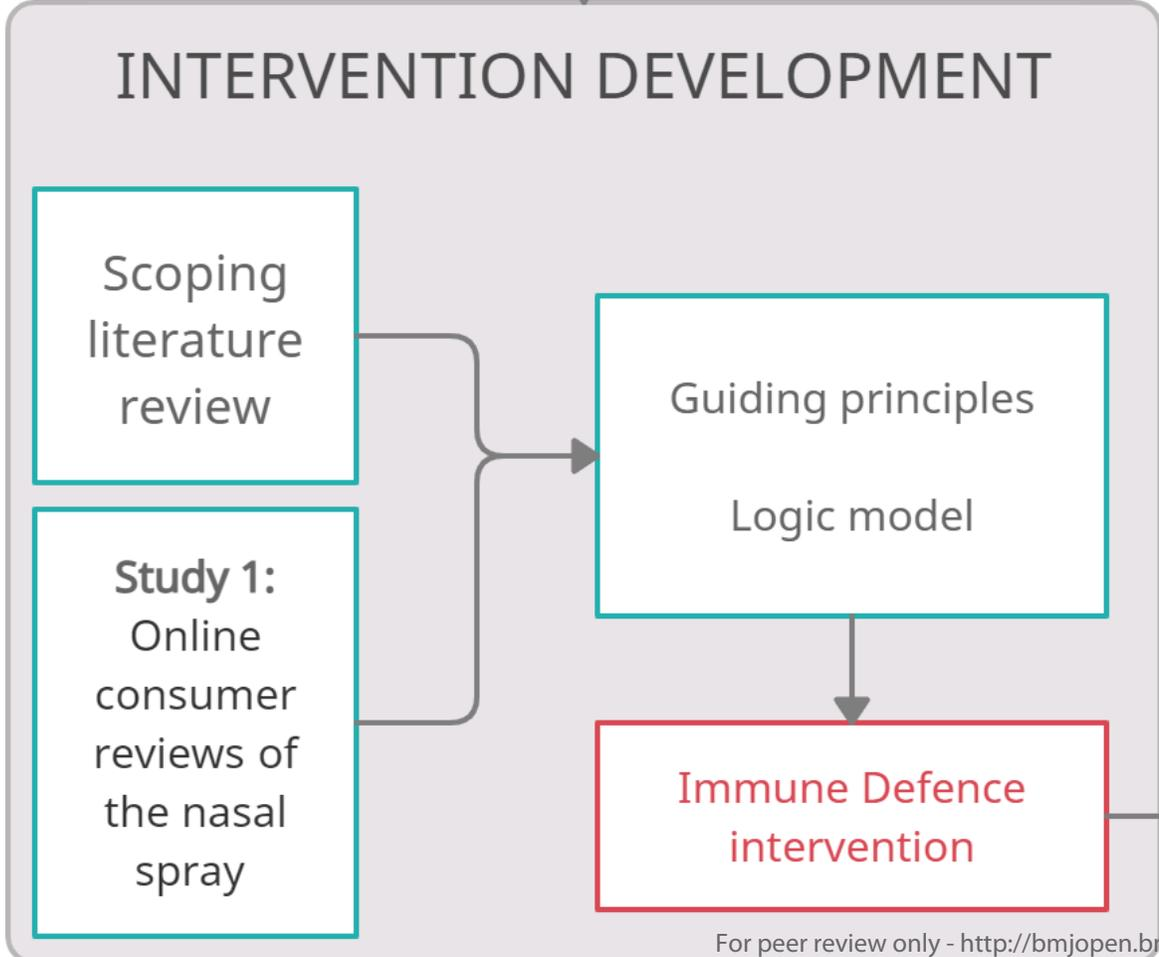 INTERVENTION DEVELOPMENT
Scoping
literature
review
Study 1:
Online
consumer
reviews of
the nasal
spray
Guiding principles
Logic model
Immune Defence
intervention
For peer review only - http://bmjopen.br